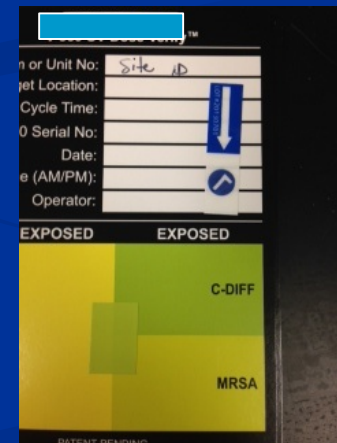 ™
m or Unit No: Site ID
get Location:
Cycle Time:
0 Serial No:
Date:
e (AM/PM):
Operator:
EXPOSED EXPOSED
C-DIFF
MRSA
PATENT PENDING